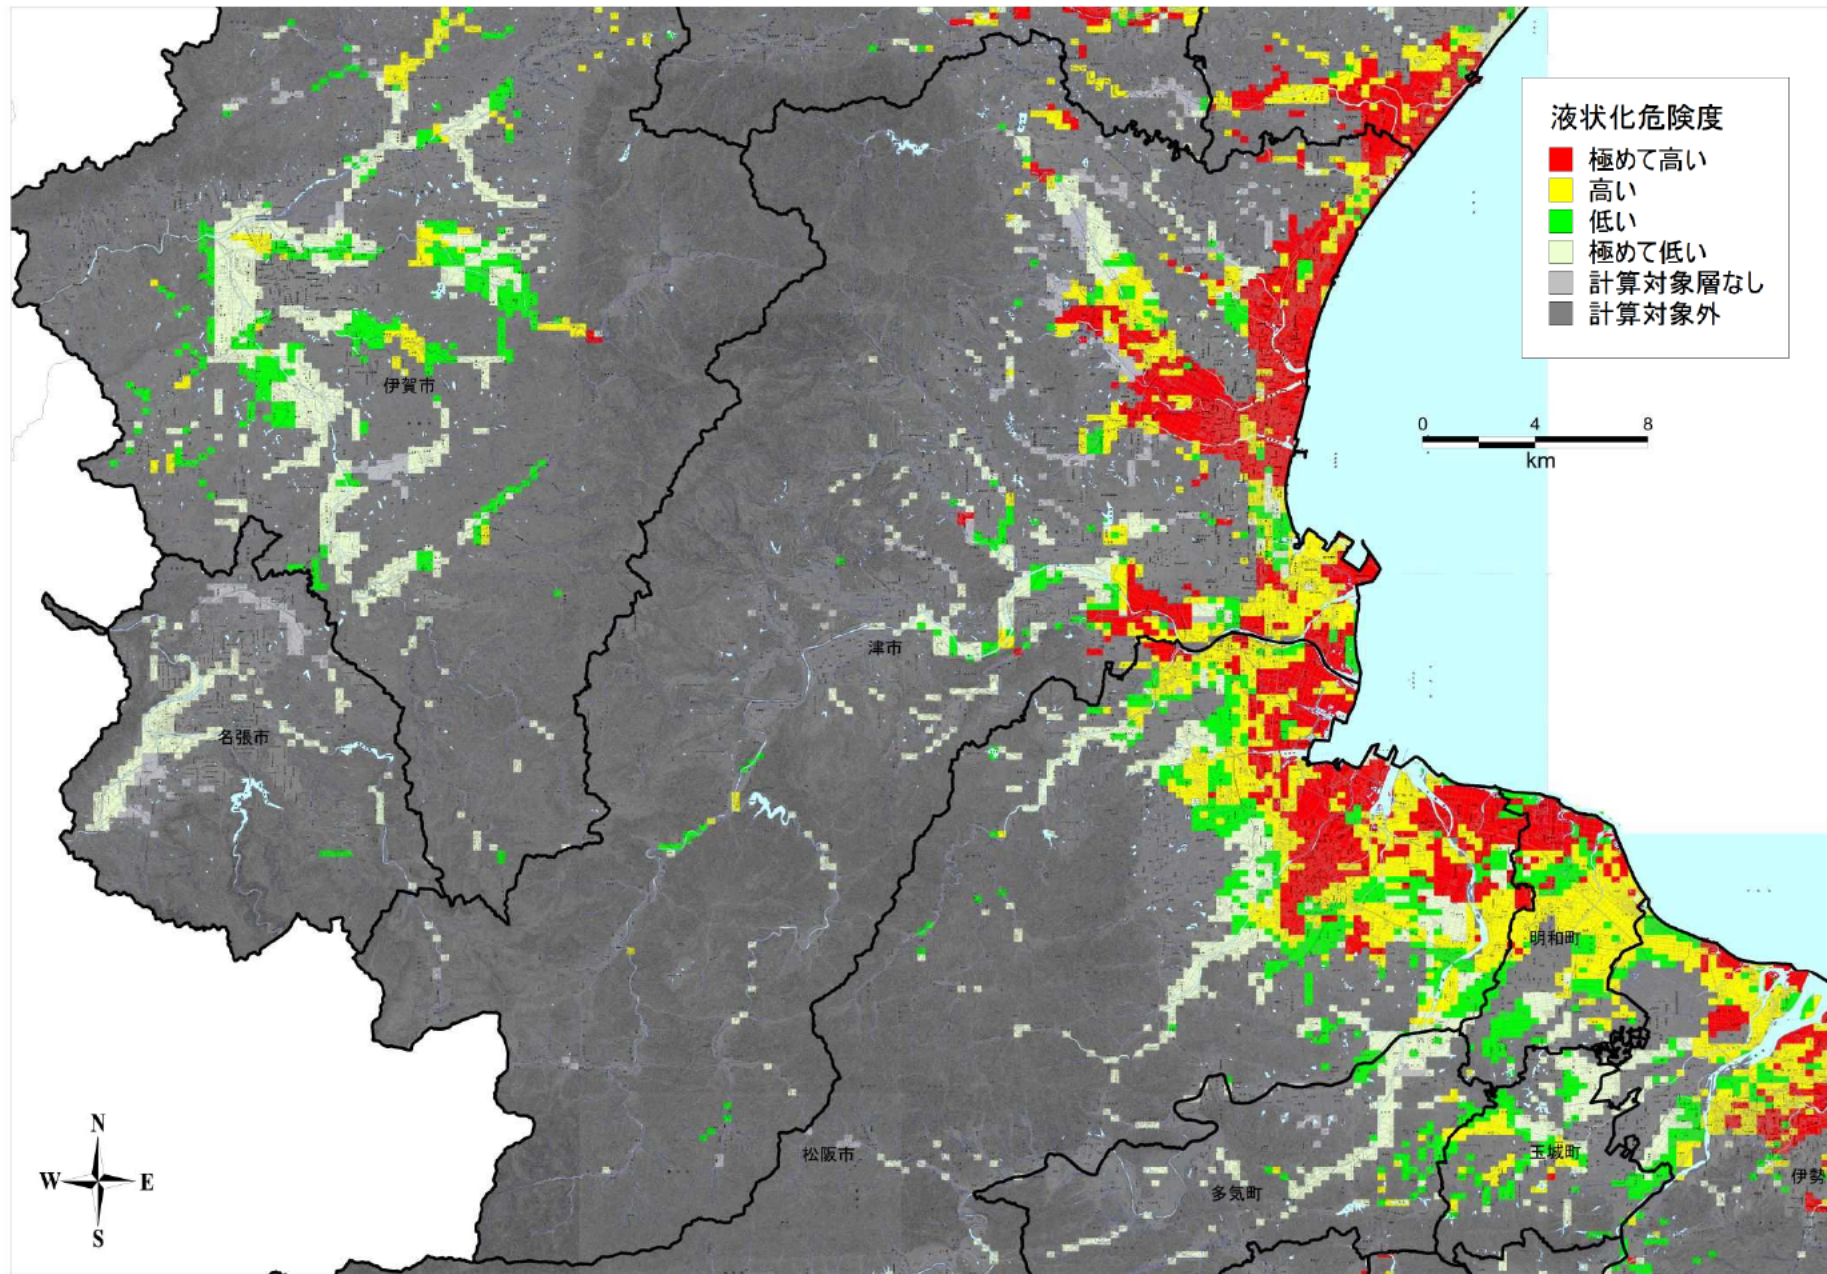 液状化危険度
極めて高い
高い
低い
極めて低い
計算対象層なし
計算対象外
伊賀市
0 4 8
km
津市
名張市
明和町
N
W E
S
松阪市
玉城町
多気町
伊勢